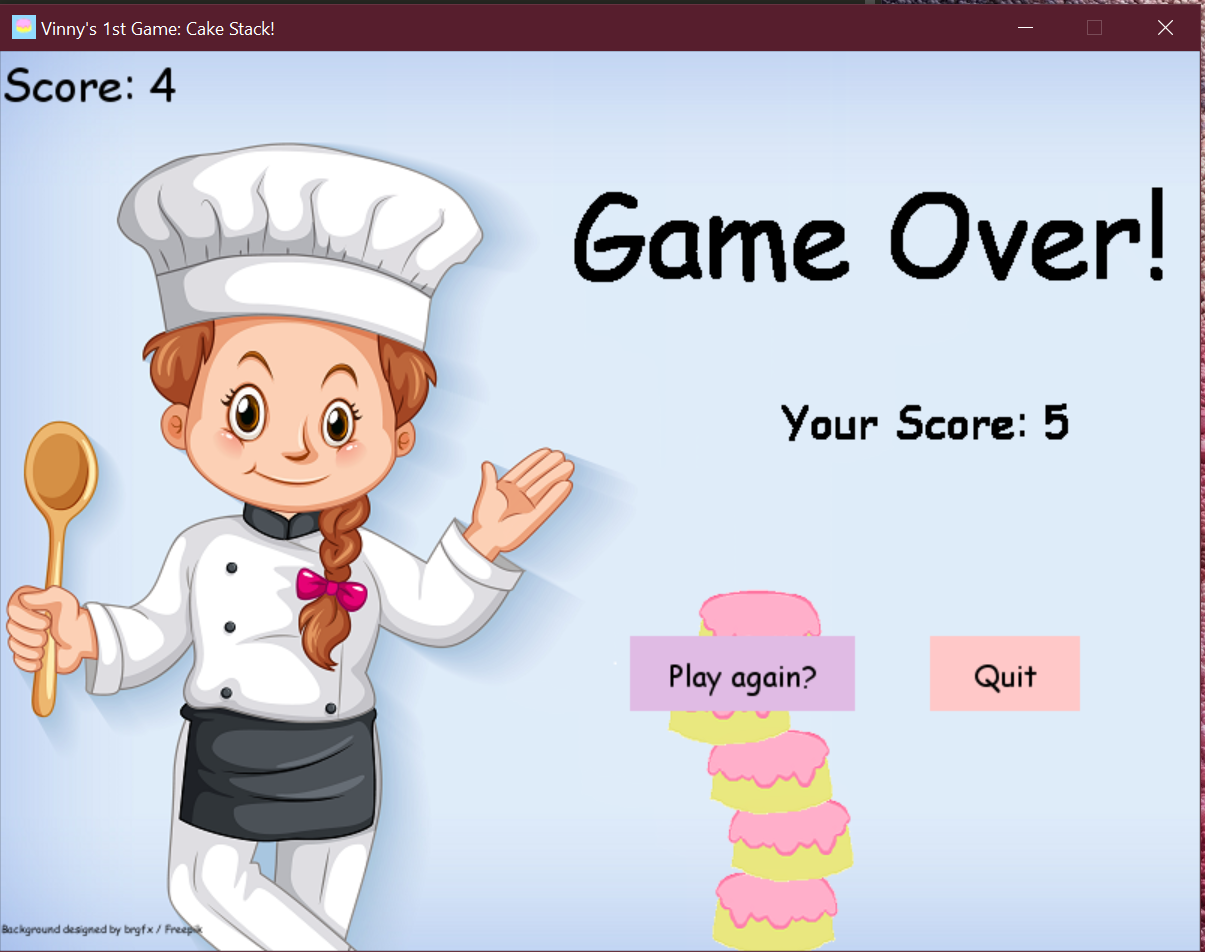 Vinny's 1st Game: Cake Stack!
Score: 4
Game Over!
Your Score: 5
Play again?
Quit
Background designed by brgfx / Freepik